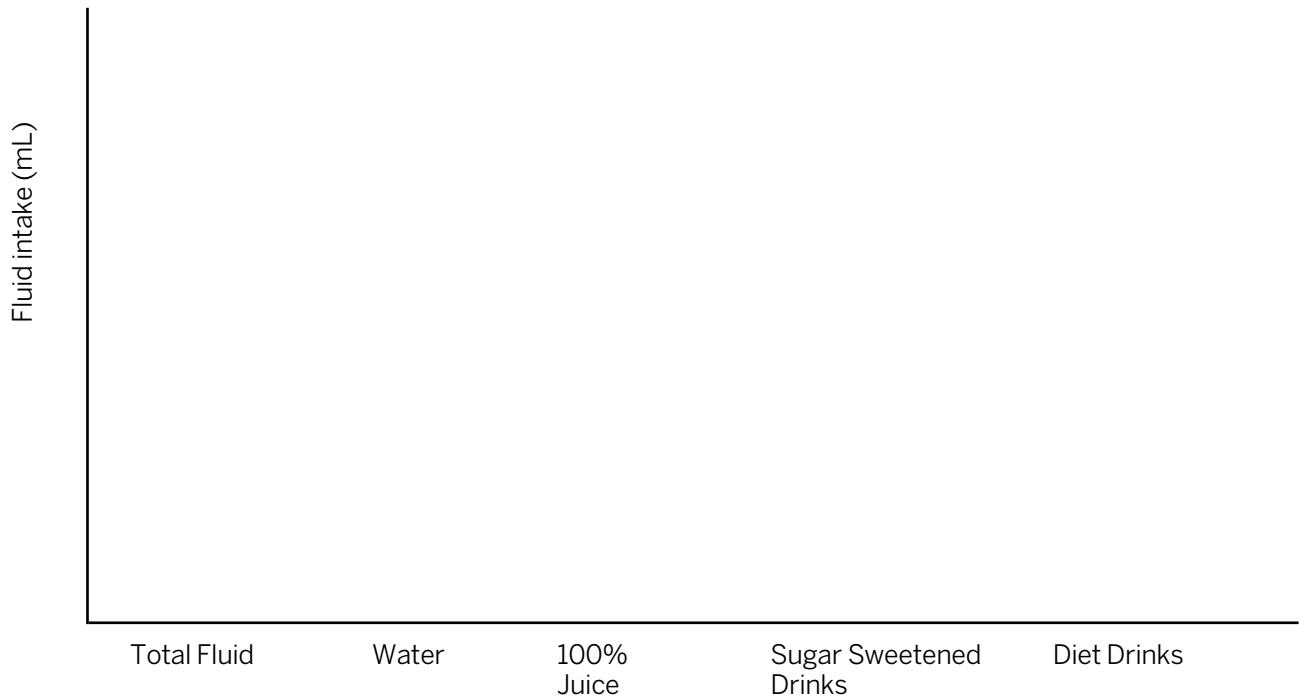 Fluid intake (mL)
Total Fluid
Water
100%
Juice
Sugar Sweetened
Drinks
Diet Drinks